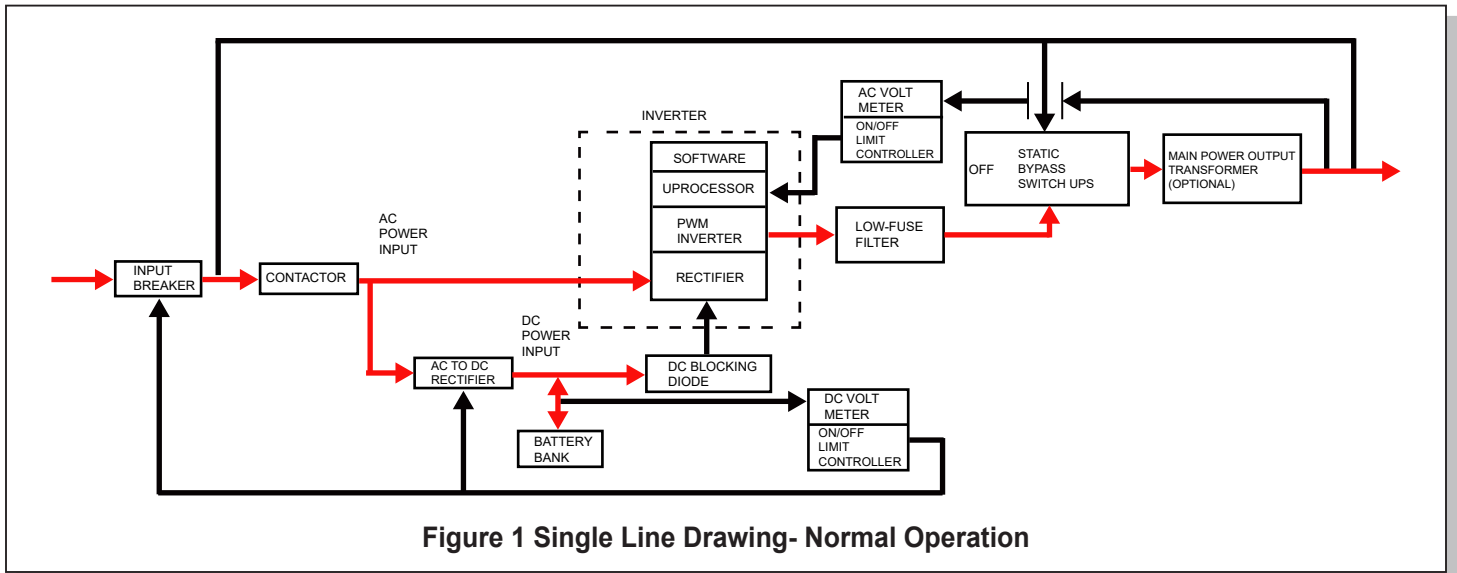 INPUT
BREAKER
CONTACTOR
AC
POWER
INPUT
AC TO DC
RECTIFIER
DC
POWER
INPUT
BATTERY
BANK
INVERTER
SOFTWARE
UPROCESSOR
PWM
INVERTER
RECTIFIER
DC BLOCKING
DIODE
AC VOLT
METER
ON/OFF
LIMIT
CONTROLLER
LOW-FUSE
FILTER
DC VOLT
METER
ON/OFF
LIMIT
CONTROLLER
OFF
STATIC
BYPASS
SWITCH UPS
MAIN POWER OUTPUT
TRANSFORMER
(OPTIONAL)
Figure 1 Single Line Drawing- Normal Operation